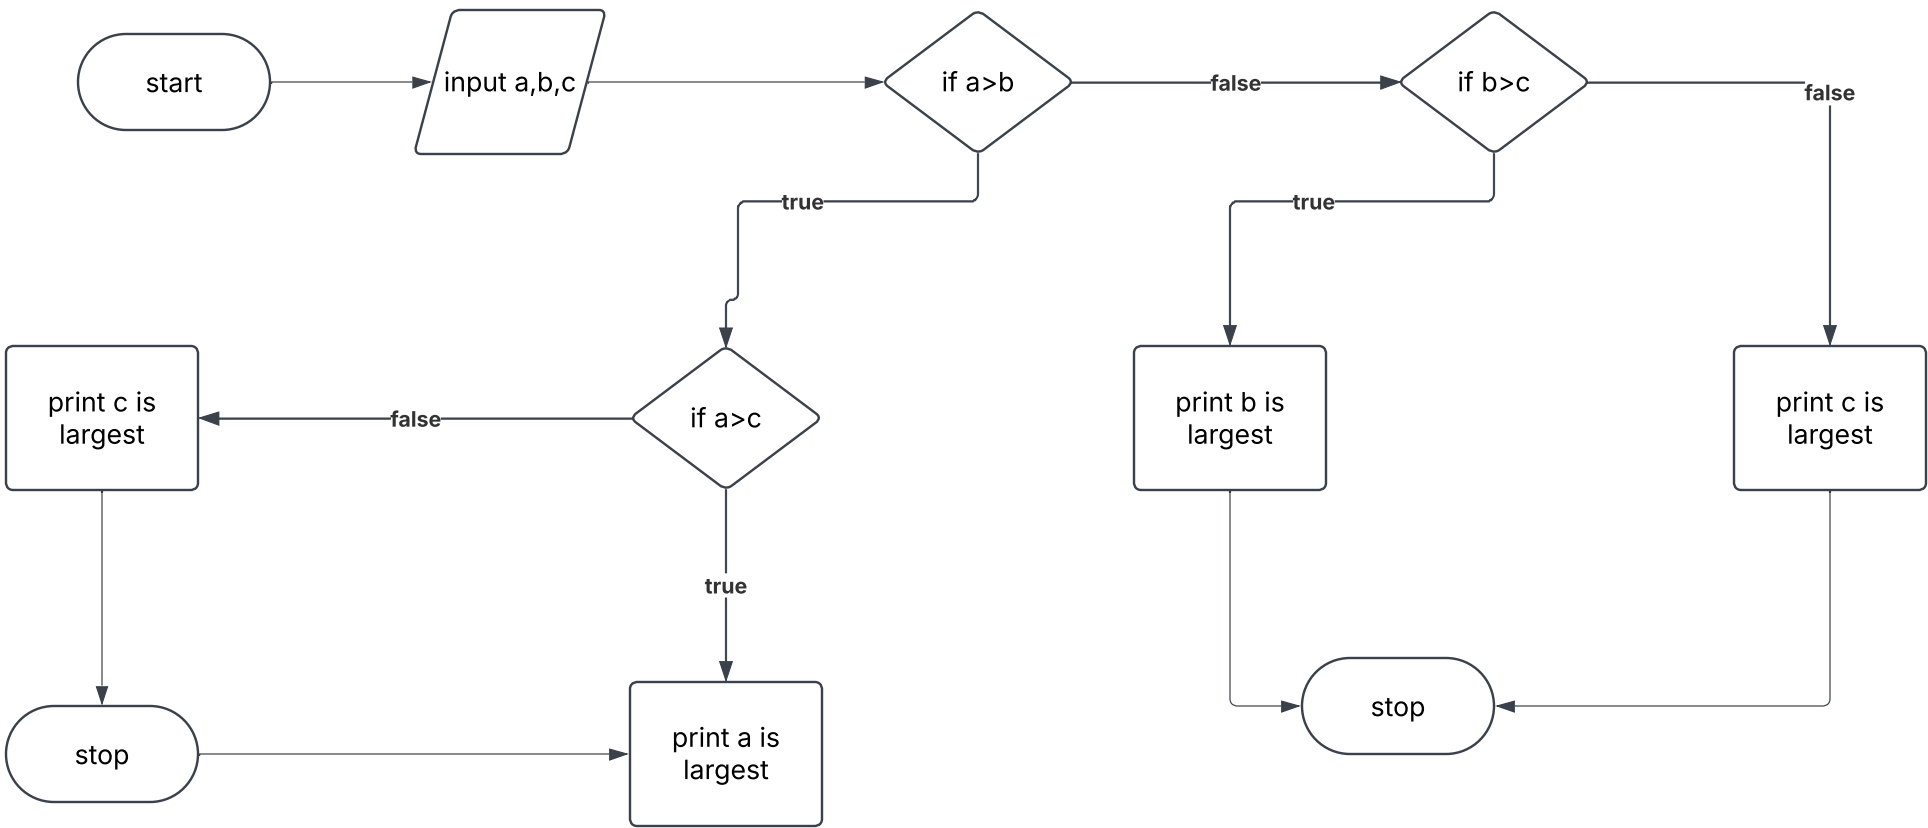 start
input a,b,c
if a>b
false
if b>c
false
true
true
print c is
largest
false
if a>c
print b is
largest
print c is
largest
true
stop
print a is
largest
stop